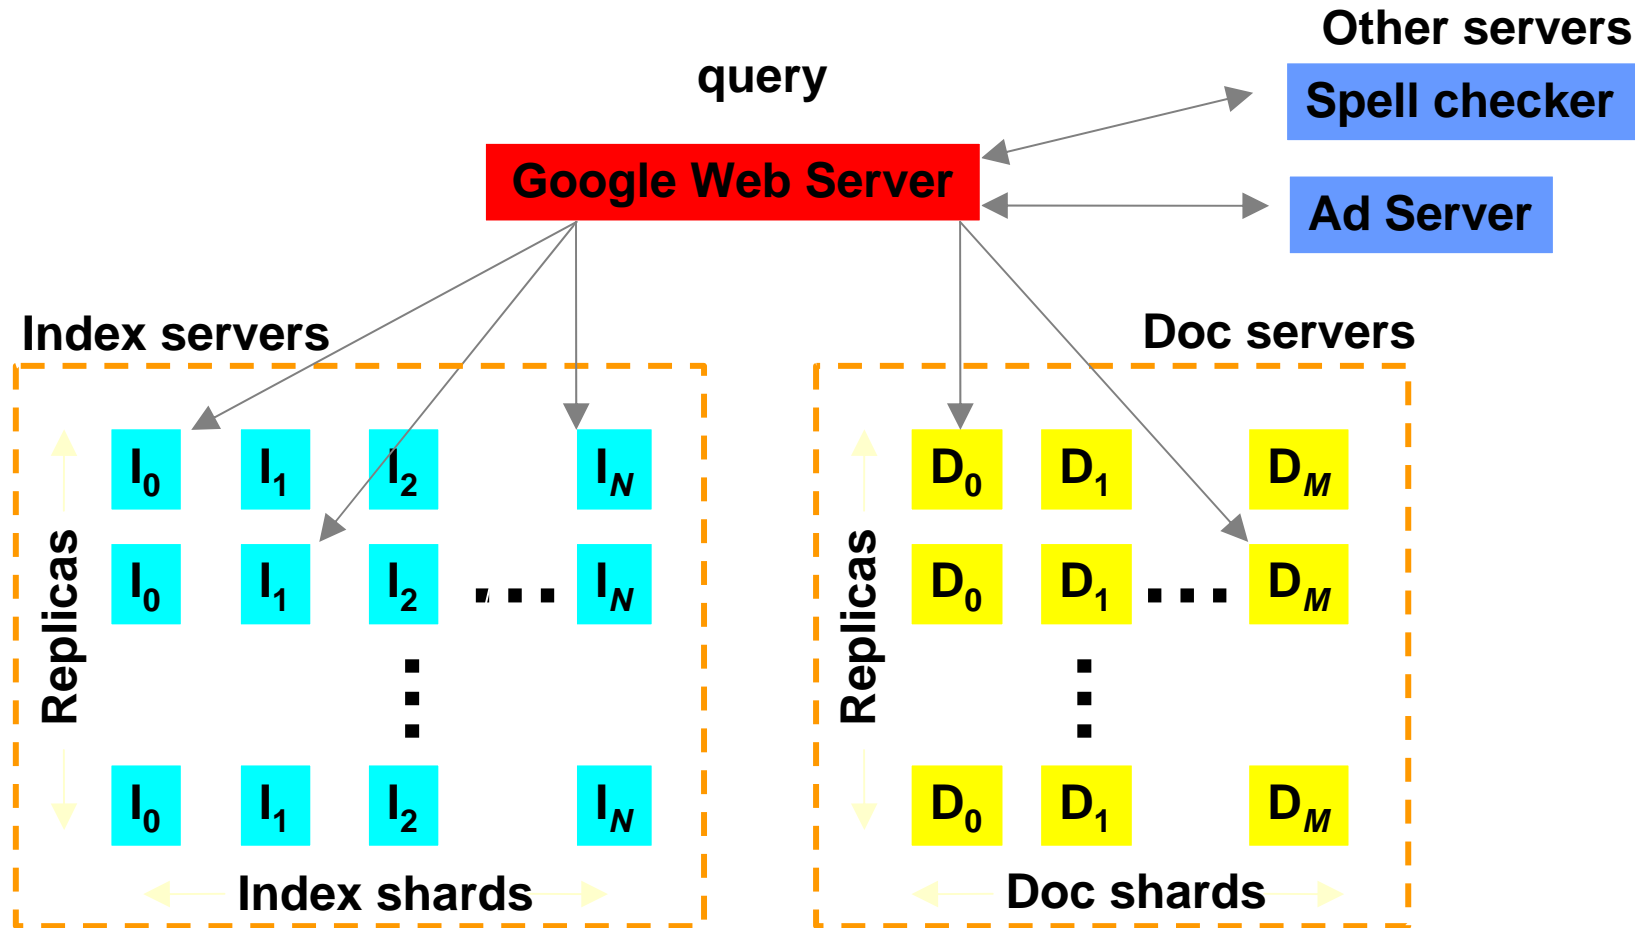 Other servers
query
Spell checker
Google Web Server
Ad Server
Index servers
Doc servers
I0 I1 I2 IN
D0 D1 DM
Replicas
I0 I1 I2 IN
Replicas
D0 D1 DM
I0 I1 I2 IN
D0 D1 DM
Index shards
Doc shards